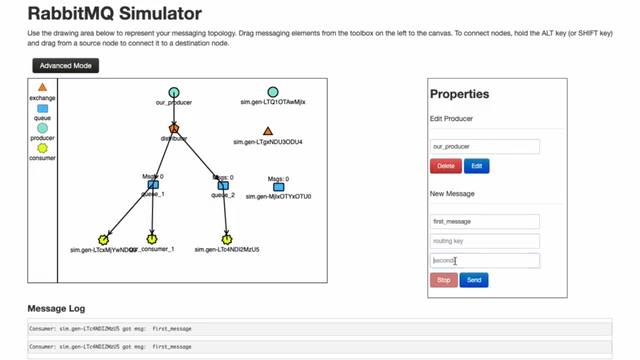 RabbitMQ Simulator
Use the drawing area below to represent your messaging topology. Drag messaging elements from the toolbox on the left to the canvas. To connect nodes, hold the ALT key (or SHIFT key)
and drag from a source node to connect it to a destination node.
Advanced Mode
exchange
queue
producer
consumer
our_producer
sim.gen-LTQ1OTAwMjIx
distributer
sim.gen-LTgxNDU3ODU4
Msgs: 0
queue_1
Msgs: 0
queue_2
Msgs: 0
sim.gen-MjIxOTYxOTU0
our_consumer_1
sim.gen-LTc4NDI2MzU5
Properties
Edit Producer
our_producer
Delete
Edit
New Message
first_message
routing key
seconds
Stop
Send
Message Log
Consumer: sim.gen-LTc4NDI2MzU5 got msg: first_message
Consumer: sim.gen-LTc4NDI2MzU5 got msg: first_message